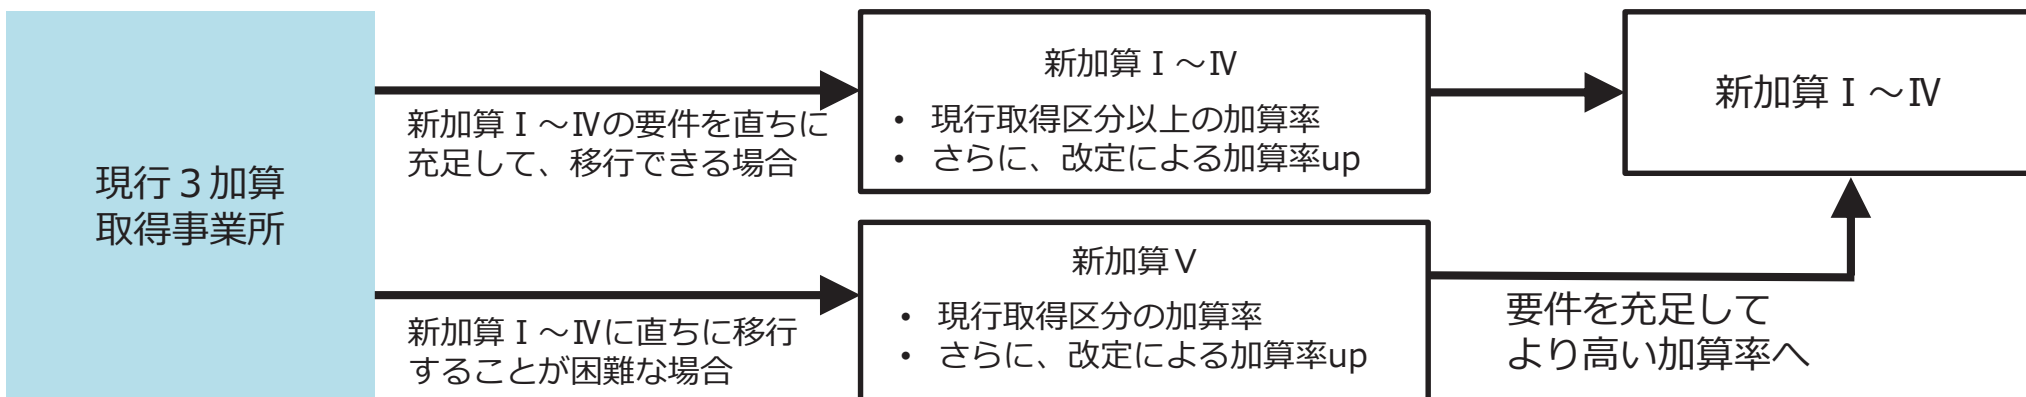 現行３加算
取得事業所
新加算Ⅰ～Ⅳの要件を直ちに
充足して、移行できる場合
新加算Ⅰ～Ⅳ
• 現行取得区分以上の加算率
• さらに、改定による加算率up
新加算Ⅰ～Ⅳ
新加算Ⅰ～Ⅳに直ちに移行
することが困難な場合
新加算Ⅴ
• 現行取得区分の加算率
• さらに、改定による加算率up
要件を充足して
より高い加算率へ